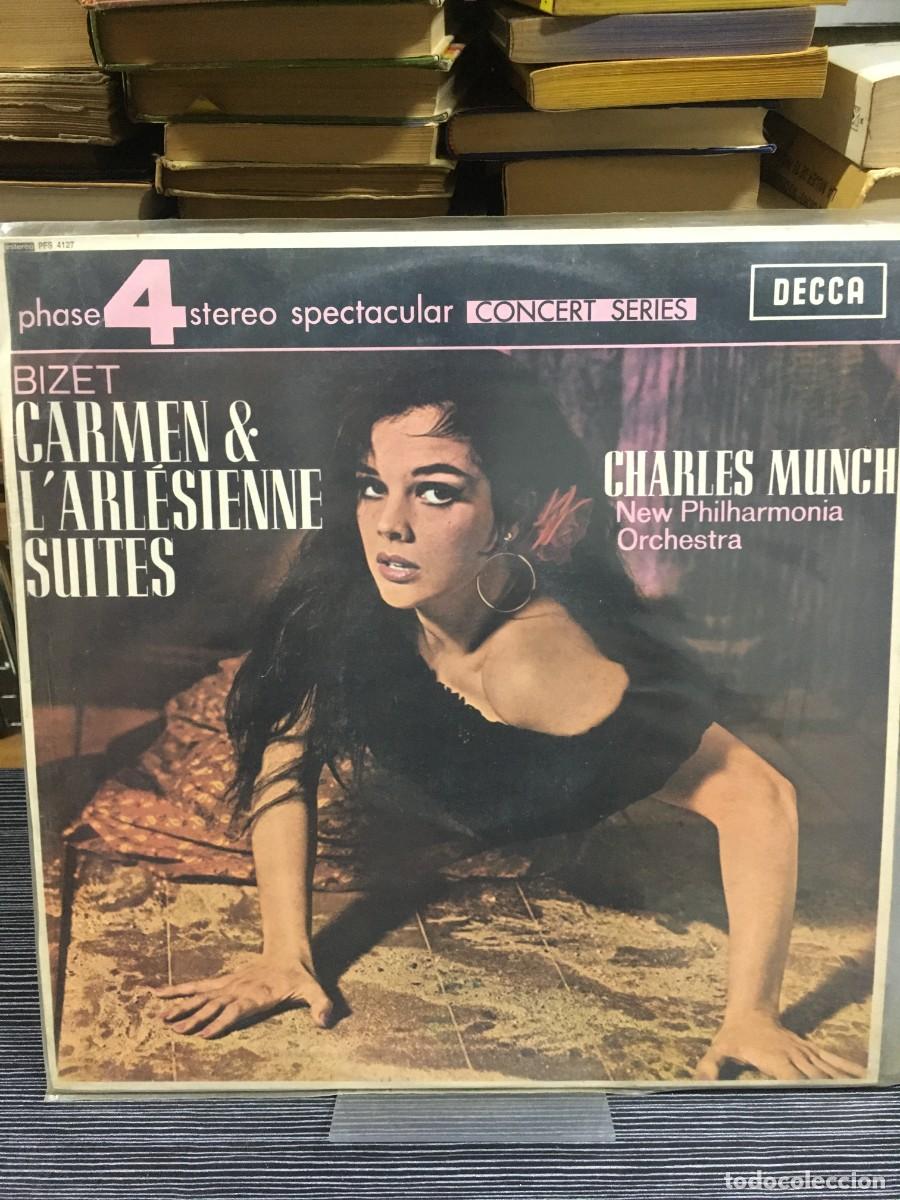 estereo PFS 4127
phase 4 stereo spectacular CONCERT SERIES
DECCA
BIZET
CARMEN &
L'ARLÉSIENNE
SUITES
CHARLES MUNCH
New Philharmonia
Orchestra
todocoleccion